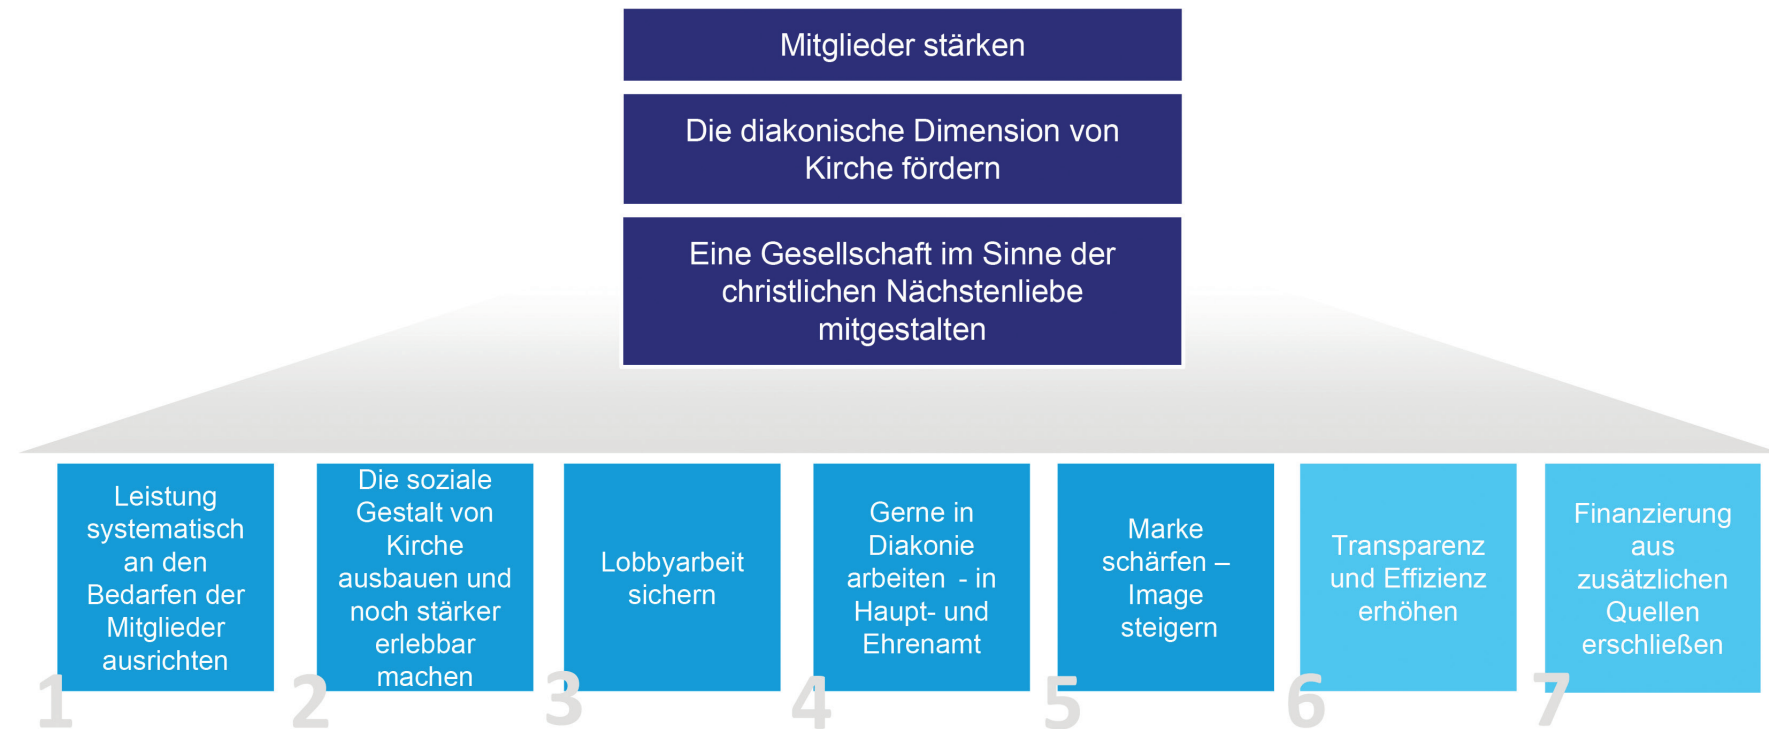 Mitglieder stärken
Die diakonische Dimension von
Kirche fördern
Eine Gesellschaft im Sinne der
christlichen Nächstenliebe
mitgestalten
Leistung
systematisch
an den
Bedarfen der
Mitglieder
ausrichten
1
Die soziale
Gestalt von
Kirche
ausbauen und
noch stärker
erlebbar
machen
2
Lobbyarbeit
sichern
3
Gerne in
Diakonie
arbeiten - in
Haupt- und
Ehrenamt
4
Marke
schärfen –
Image
steigern
5
Transparenz
und Effizienz
erhöhen
6
Finanzierung
aus
zusätzlichen
Quellen
erschließen
7